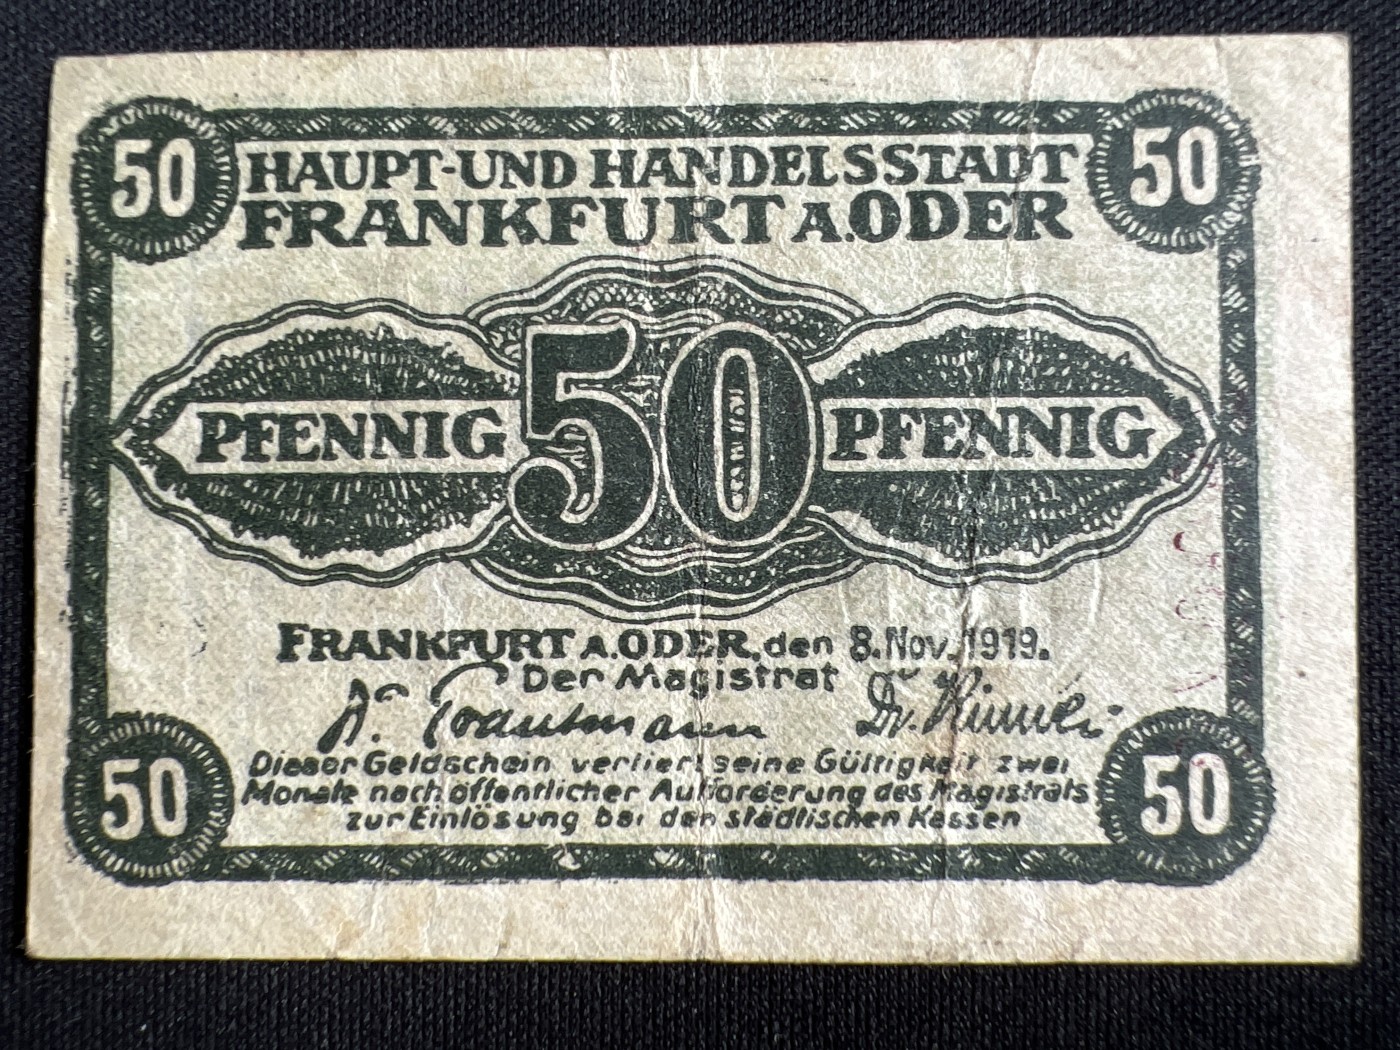 50 50
HAUPT-UND HANDELSSTADT
FRANKFURT A.ODER
PFENNIG 50 PFENNIG
FRANKFURT A.ODER, den 8. Nov. 1919.
Der Magistrat
Trautmann Dr.
Dieser Geldschein verliert seine Gültigkeit zwei
Monate nach öffentlicher Aufforderung des Magistrats
zur Einlösung bei den städtischen Kassen
50 50